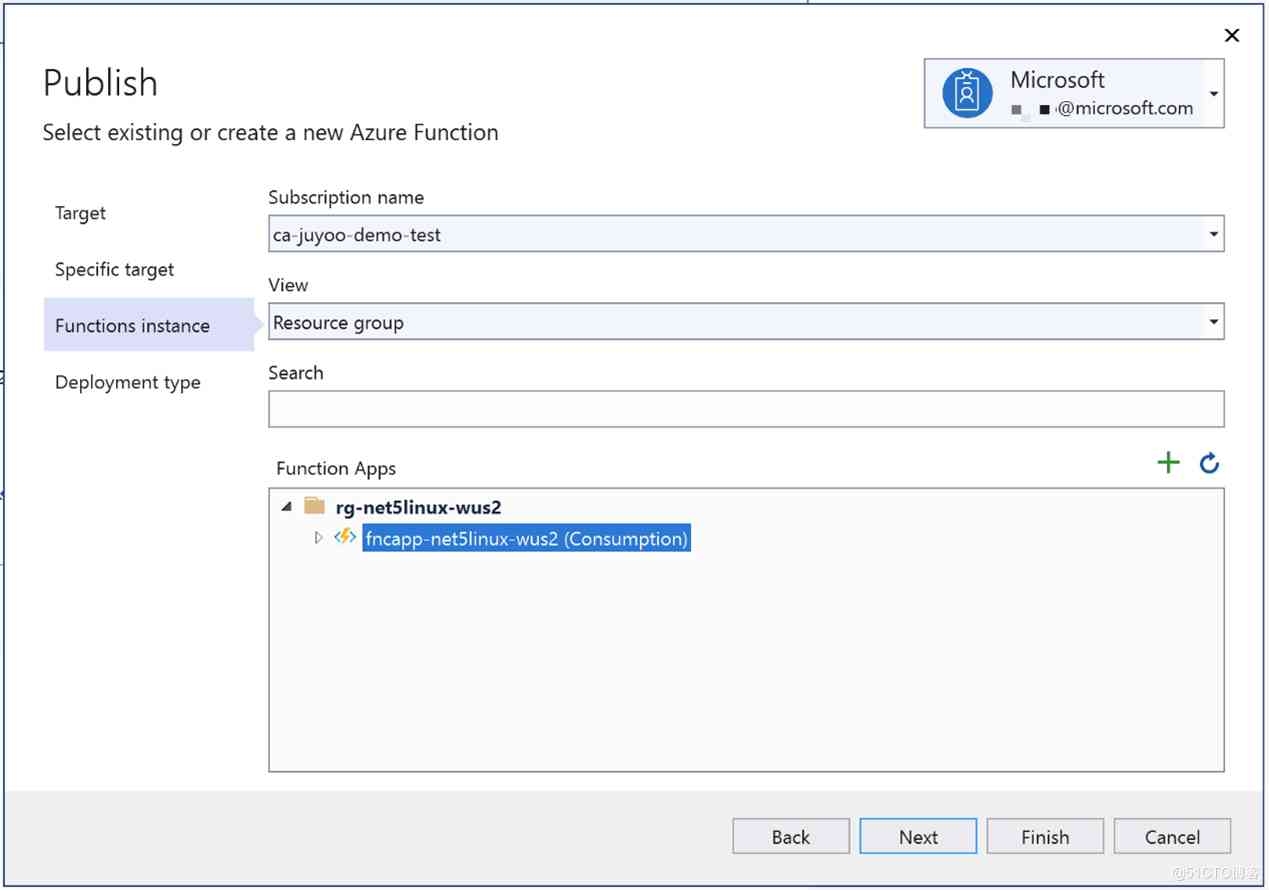 Publish
Select existing or create a new Azure Function
Microsoft
@microsoft.com
Target
Specific target
Functions instance
Deployment type
Subscription name
ca-juyoo-demo-test
View
Resource group
Search
Function Apps
rg-net5linux-wus2
fncapp-net5linux-wus2 (Consumption)
Back
Next
Finish
Cancel
@51CTO博客